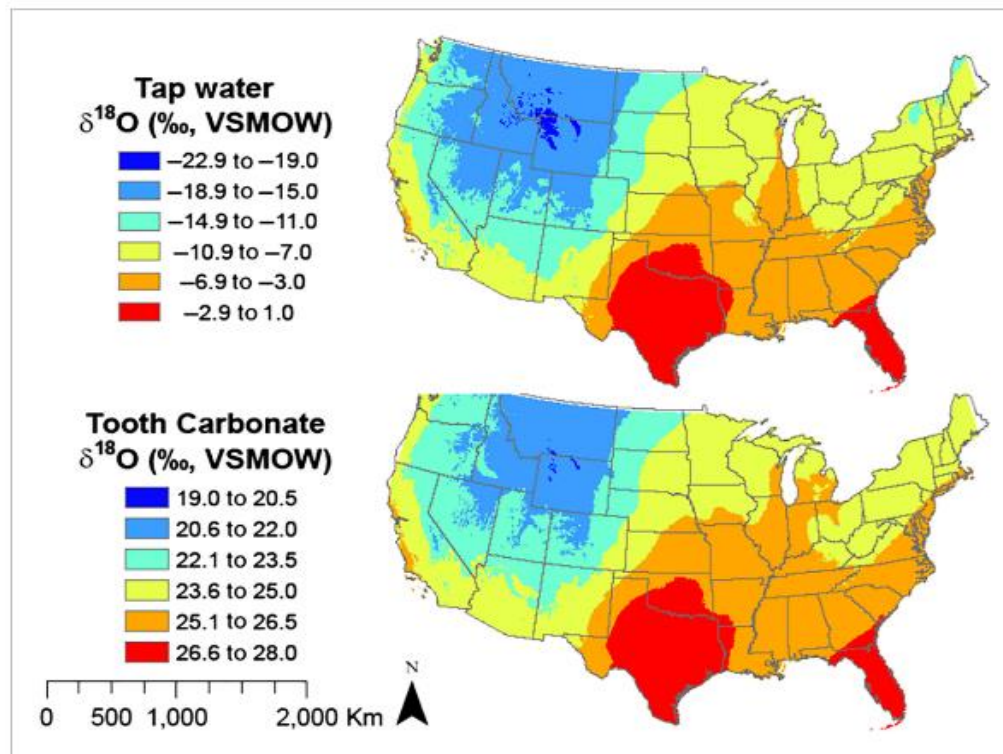 Tap water
δ¹⁸O (‰, VSMOW)
−22.9 to −19.0
−18.9 to −15.0
−14.9 to −11.0
−10.9 to −7.0
−6.9 to −3.0
−2.9 to 1.0
Tooth Carbonate
δ¹⁸O (‰, VSMOW)
19.0 to 20.5
20.6 to 22.0
22.1 to 23.5
23.6 to 25.0
25.1 to 26.5
26.6 to 28.0
N
0 500 1,000 2,000 Km